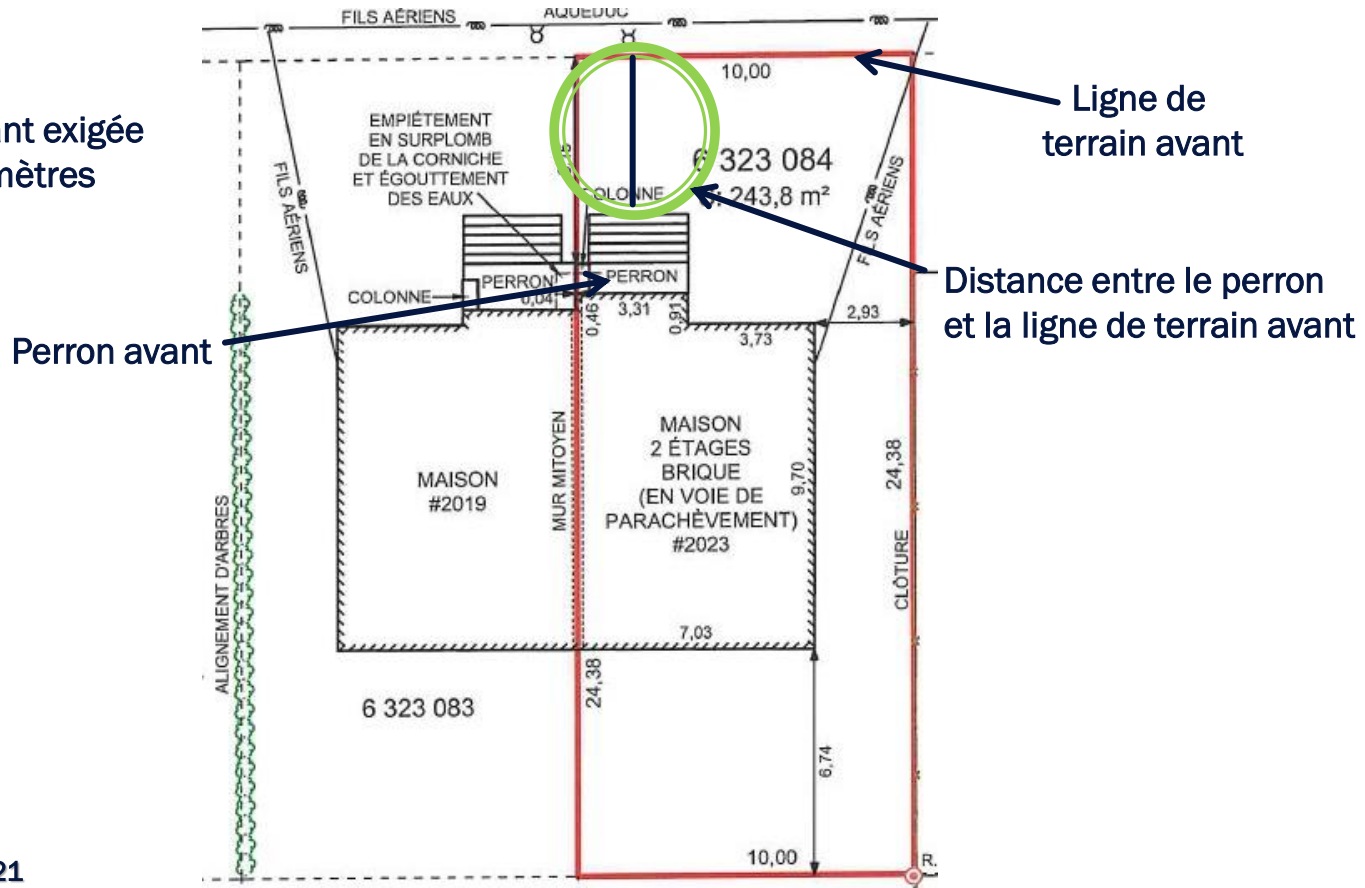 FILS AÉRIENS
AQUEDUC
10,00
Ligne de
terrain avant
ant exigée
mètres
EMPIÉTEMENT
EN SURPLOMB
DE LA CORNICHE
ET ÉGOUTTEMENT
DES EAUX
6 323 084
243,8 m²
COLONNE
FILS AÉRIENS
FILS AÉRIENS
Distance entre le perron
et la ligne de terrain avant
PERRON
PERRON
COLONNE
0,04
0,46
3,31
0,91
2,93
3,73
Perron avant
MAISON
#2019
MUR MITOYEN
MAISON
2 ÉTAGES
BRIQUE
(EN VOIE DE
PARACHÈVEMENT)
#2023
9,70
24,38
CLÔTURE
ALIGNEMENT D'ARBRES
7,03
6 323 083
24,38
6,74
10,00
R.
21